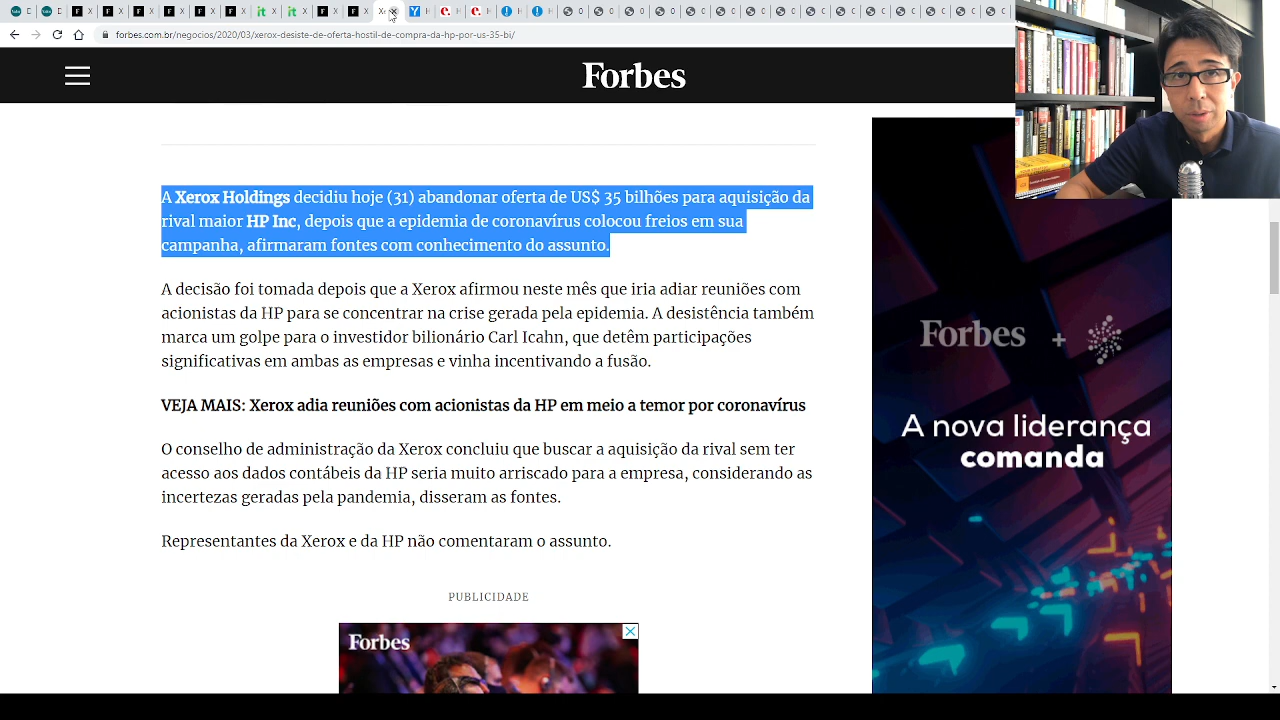 forbes.com.br/negocios/2020/03/xerox-desiste-de-campanha-hostil-de-compra-da-hp-por-us-35-bi/
Forbes
A Xerox Holdings decidiu hoje (31) abandonar oferta de US$ 35 bilhões para aquisição da
rival maior HP Inc, depois que a epidemia de coronavírus colocou freios em sua
campanha, afirmaram fontes com conhecimento do assunto.
A decisão foi tomada depois que a Xerox afirmou neste mês que iria adiar reuniões com
acionistas da HP para se concentrar na crise gerada pela epidemia. A desistência também
marca um golpe para o investidor bilionário Carl Icahn, que detêm participações
significativas em ambas as empresas e vinha incentivando a fusão.
VEJA MAIS: Xerox adia reuniões com acionistas da HP em meio a temor por coronavírus
O conselho de administração da Xerox concluiu que buscar a aquisição da rival sem ter
acesso aos dados contábeis da HP seria muito arriscado para a empresa, considerando as
incertezas geradas pela pandemia, disseram as fontes.
Representantes da Xerox e da HP não comentaram o assunto.
PUBLICIDADE
Forbes
Forbes +
A nova liderança
comanda